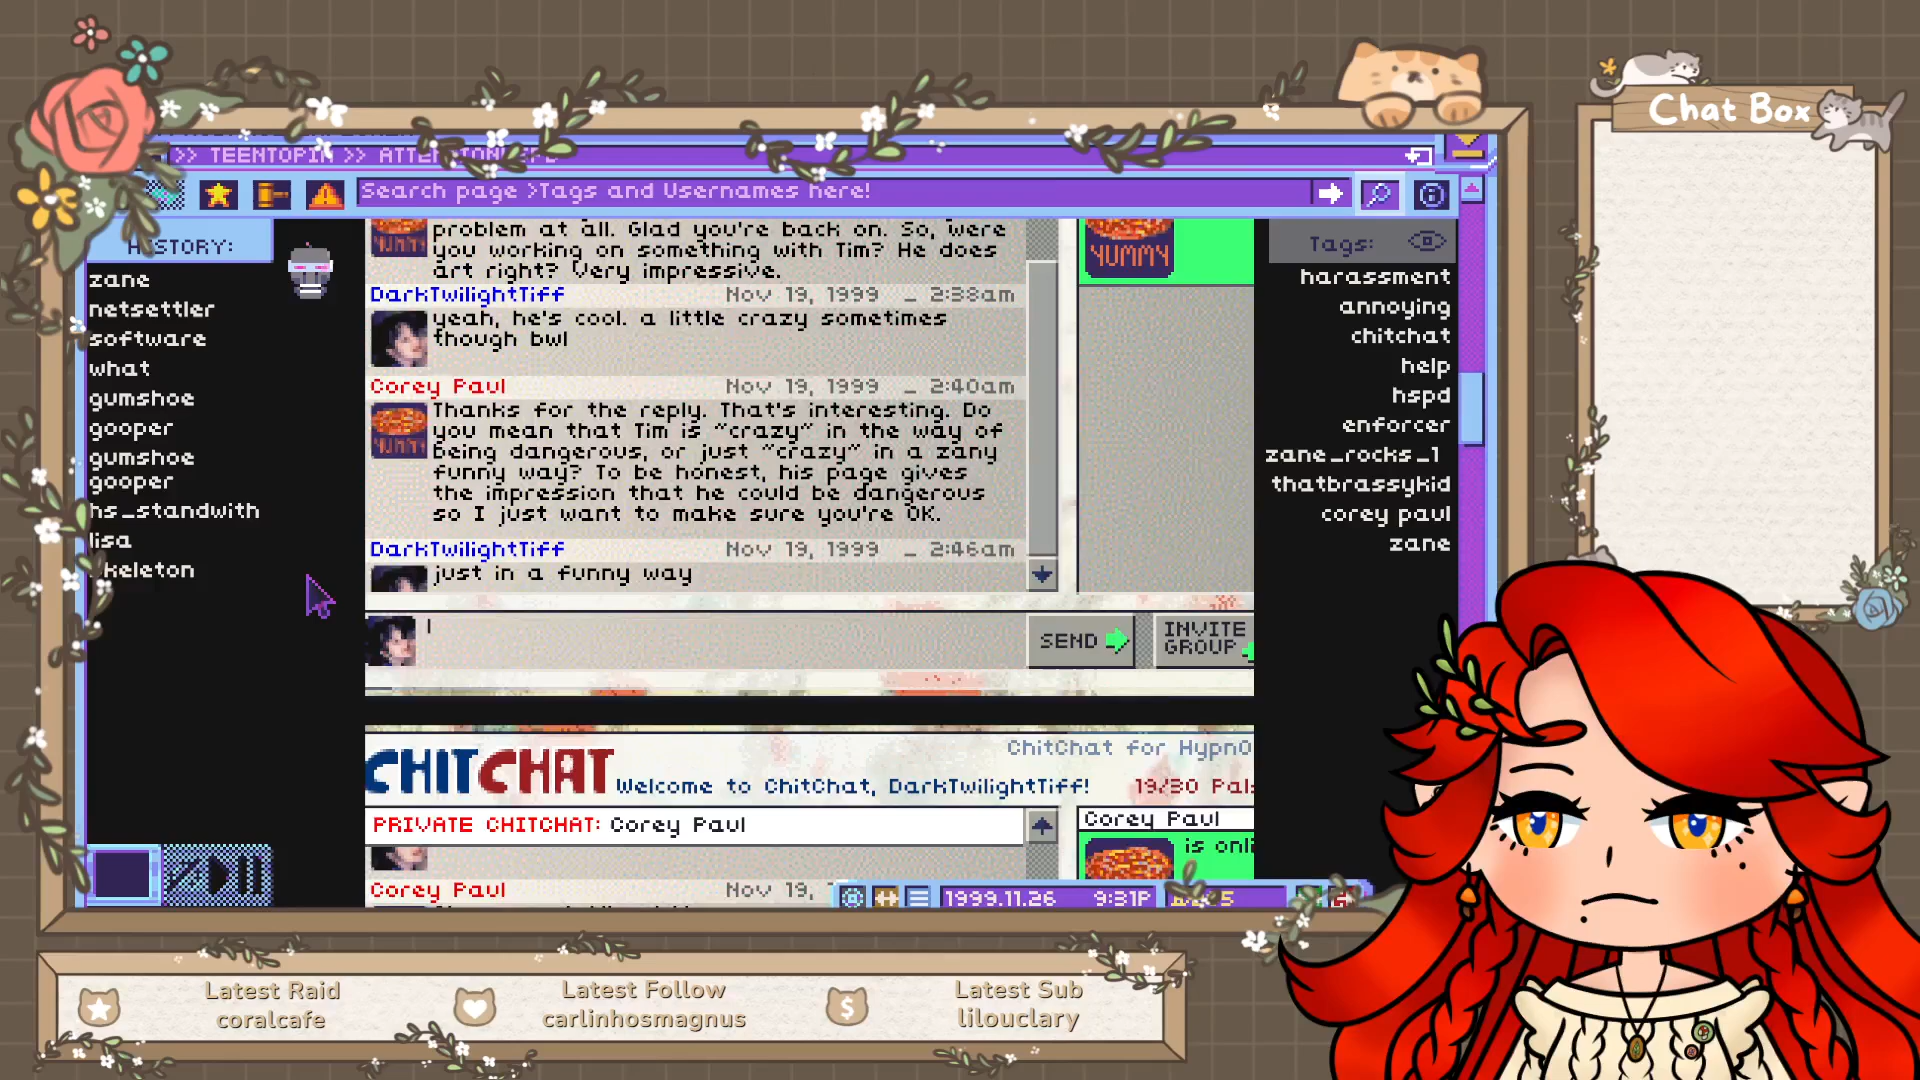 Chat Box
>> TEENTOPIA >>
Search page >Tags and Usernames here!
HISTORY:
zane
netsettler
software
what
gumshoe
gooper
gumshoe
gooper
hs_standwith
lisa
keleton
YUMMY
problem at all. Glad you're back on. So, were
you working on something with Tim? He does
art right? Very impressive.
DarkTwilightTiff Nov 19, 1999 _ 2:38am
yeah, he's cool. a little crazy sometimes
though bwl
Corey Paul Nov 19, 1999 _ 2:40am
YUMMY
Thanks for the reply. That's interesting. Do
you mean that Tim is ~crazy~ in the way of
being dangerous, or just ~crazy~ in a zany
funny way? To be honest, his page gives
the impression that he could be dangerous
so I just want to make sure you're OK.
DarkTwilightTiff Nov 19, 1999 _ 2:46am
just in a funny way
SEND
INVITE
GROUP
YUMMY
Tags:
harassment
annoying
chitchat
help
hspd
enforcer
zane_rocks_1
thatbrassykid
corey paul
zane
CHITCHAT
ChitChat for HypnO
Welcome to ChitChat, DarkTwilightTiff!
19/30 Pals
PRIVATE CHITCHAT: Corey Paul
Corey Paul
is onli
Corey Paul Nov 19,
1999.11.26 9:31P
Latest Raid
coralcafe
Latest Follow
carlinhosmagnus
Latest Sub
lilouclary